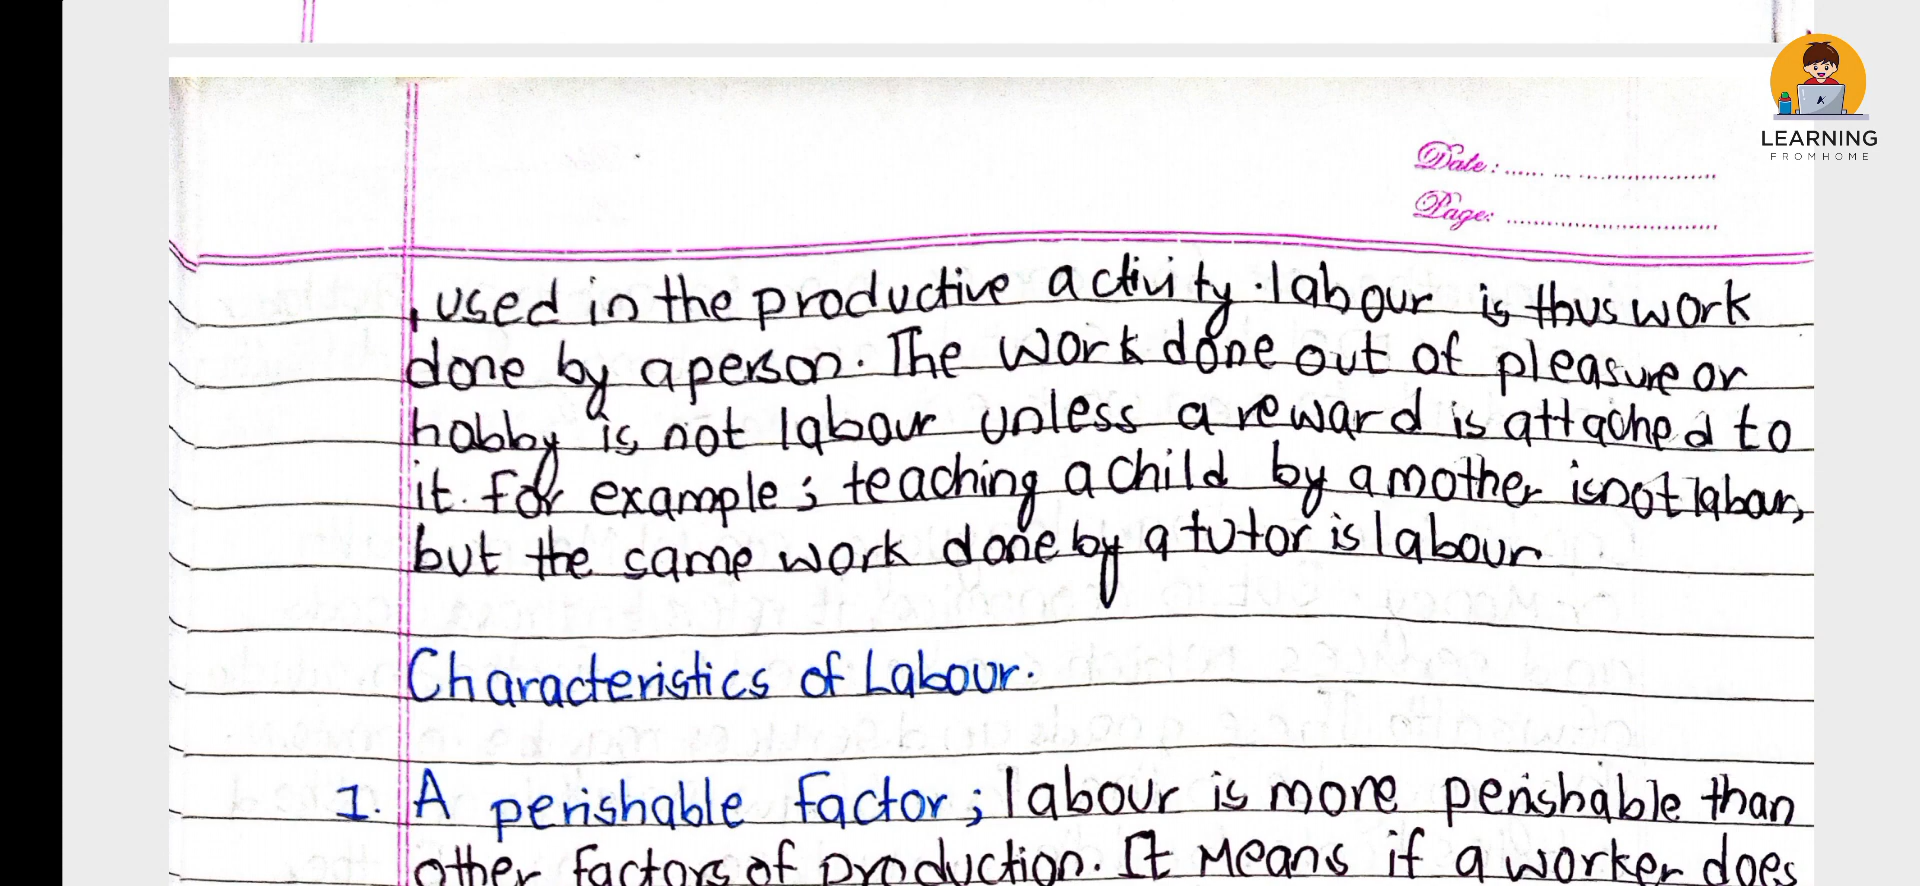 LEARNING
FROMHOME
Date: ...........................
Page: ...........................
used in the productive activity. labour is thus work
done by a person. The work done out of pleasure or
hobby is not labour unless a reward is attached to
it. for example; teaching a child by a mother is not labour,
but the same work done by a tutor is labour
Characteristics of Labour.
1. A perishable factor; labour is more perishable than
other factors of production. It Means if a worker does